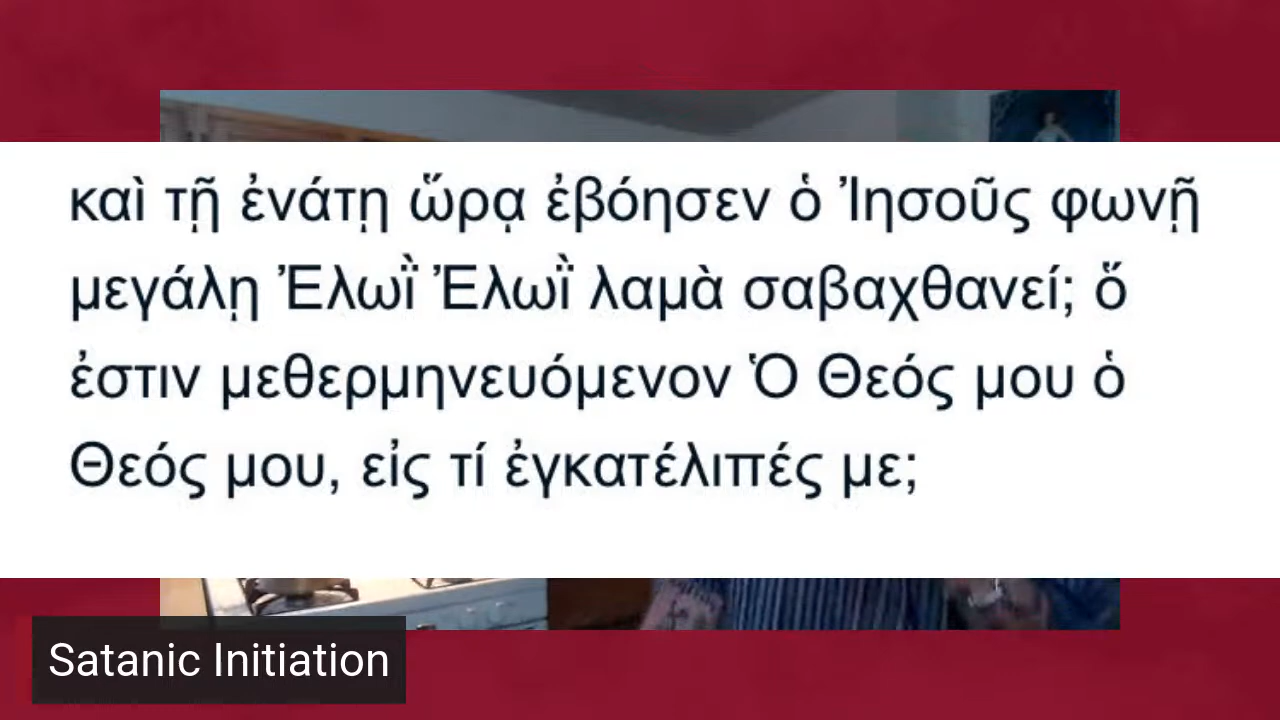 καὶ τῇ ἐνάτῃ ὥρᾳ ἐβόησεν ὁ Ἰησοῦς φωνῇ
μεγάλῃ Ἐλωῒ Ἐλωῒ λαμὰ σαβαχθανεί; ὅ
ἐστιν μεθερμηνευόμενον Ὁ Θεός μου ὁ
Θεός μου, εἰς τί ἐγκατέλιπές με;
Satanic Initiation